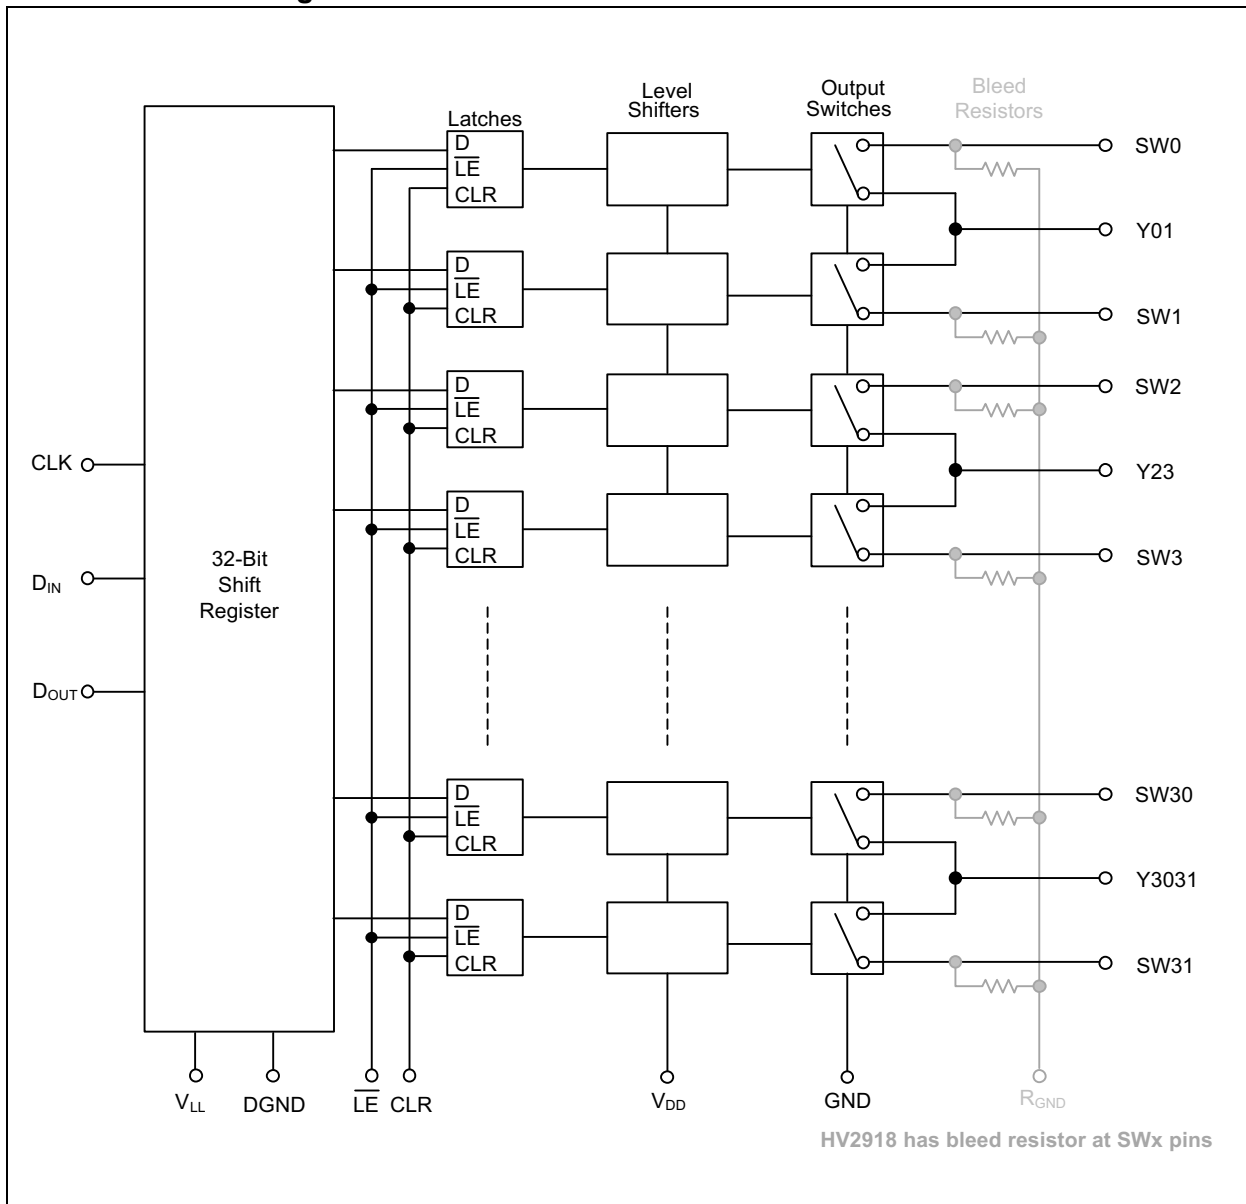 Latches
Level
Shifters
Output
Switches
Bleed
Resistors
D
LE
CLR
SW0
Y01
D
LE
CLR
SW1
D
LE
CLR
SW2
CLK
Y23
D
LE
CLR
SW3
32-Bit
Shift
Register
DIN
DOUT
D
LE
CLR
SW30
Y3031
D
LE
CLR
SW31
VLL
DGND
LE
CLR
VDD
GND
RGND
HV2918 has bleed resistor at SWx pins